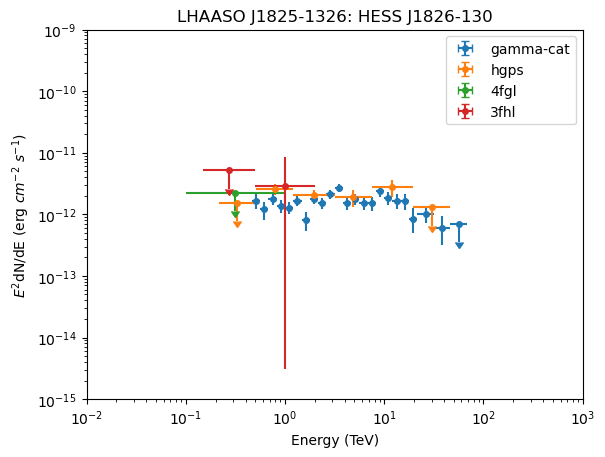 LHAASO J1825-1326: HESS J1826-130
10⁻⁹
10⁻¹⁰
10⁻¹¹
10⁻¹²
10⁻¹³
10⁻¹⁴
10⁻¹⁵
E²dN/dE (erg cm⁻² s⁻¹)
gamma-cat
hgps
4fgl
3fhl
10⁻² 10⁻¹ 10⁰ 10¹ 10² 10³
Energy (TeV)